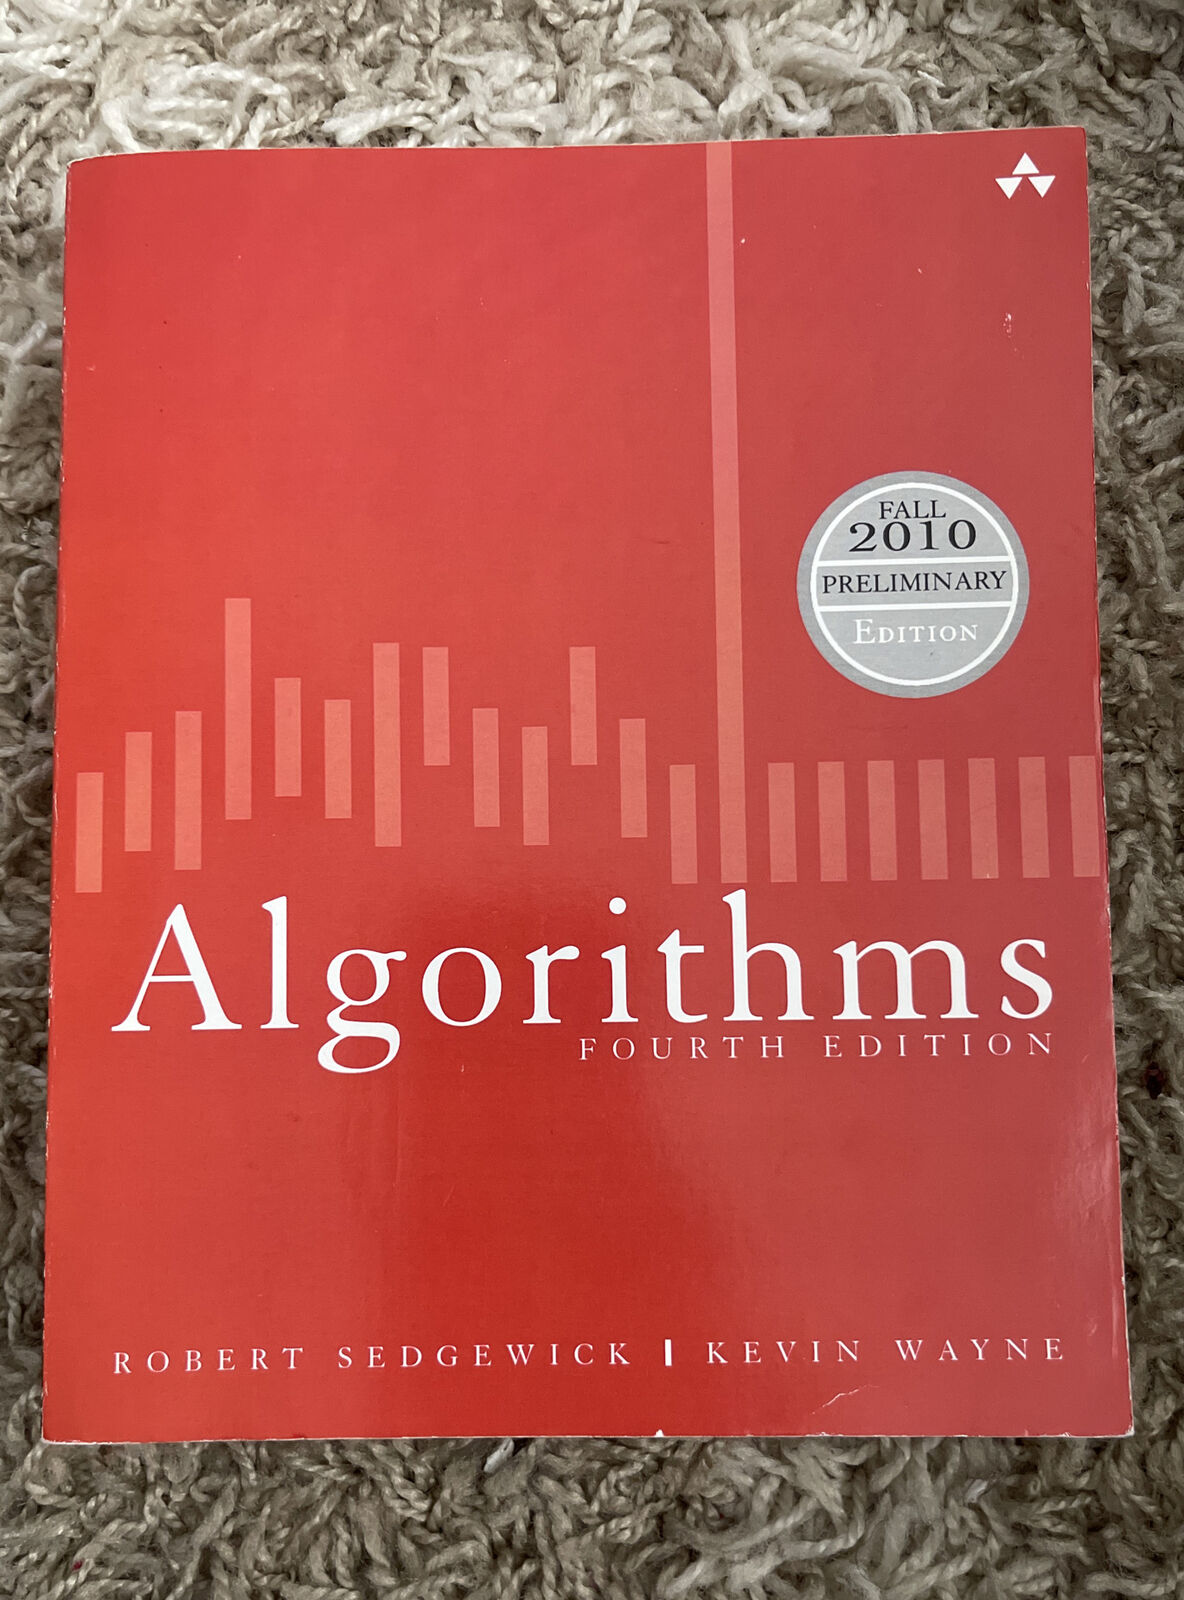 FALL
2010
PRELIMINARY
EDITION
Algorithms
FOURTH EDITION
ROBERT SEDGEWICK | KEVIN WAYNE